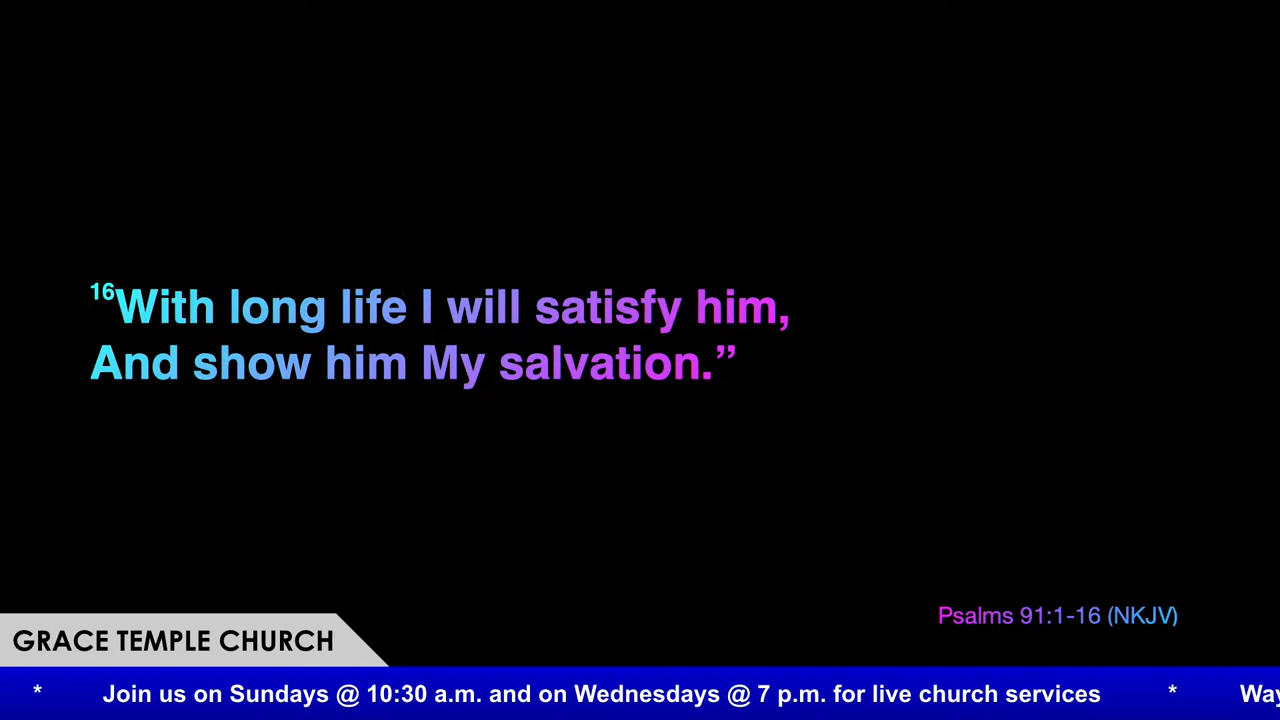 16With long life I will satisfy him,
And show him My salvation.”
Psalms 91:1-16 (NKJV)
GRACE TEMPLE CHURCH
* Join us on Sundays @ 10:30 a.m. and on Wednesdays @ 7 p.m. for live church services *